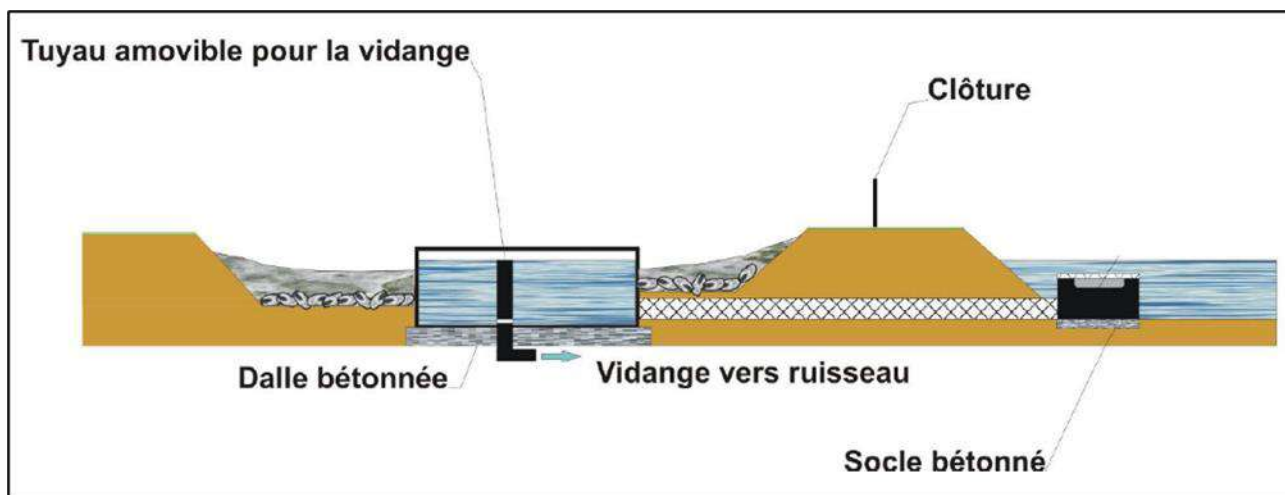 Tuyau amovible pour la vidange
Clôture
Dalle bétonnée
Vidange vers ruisseau
Socle bétonné